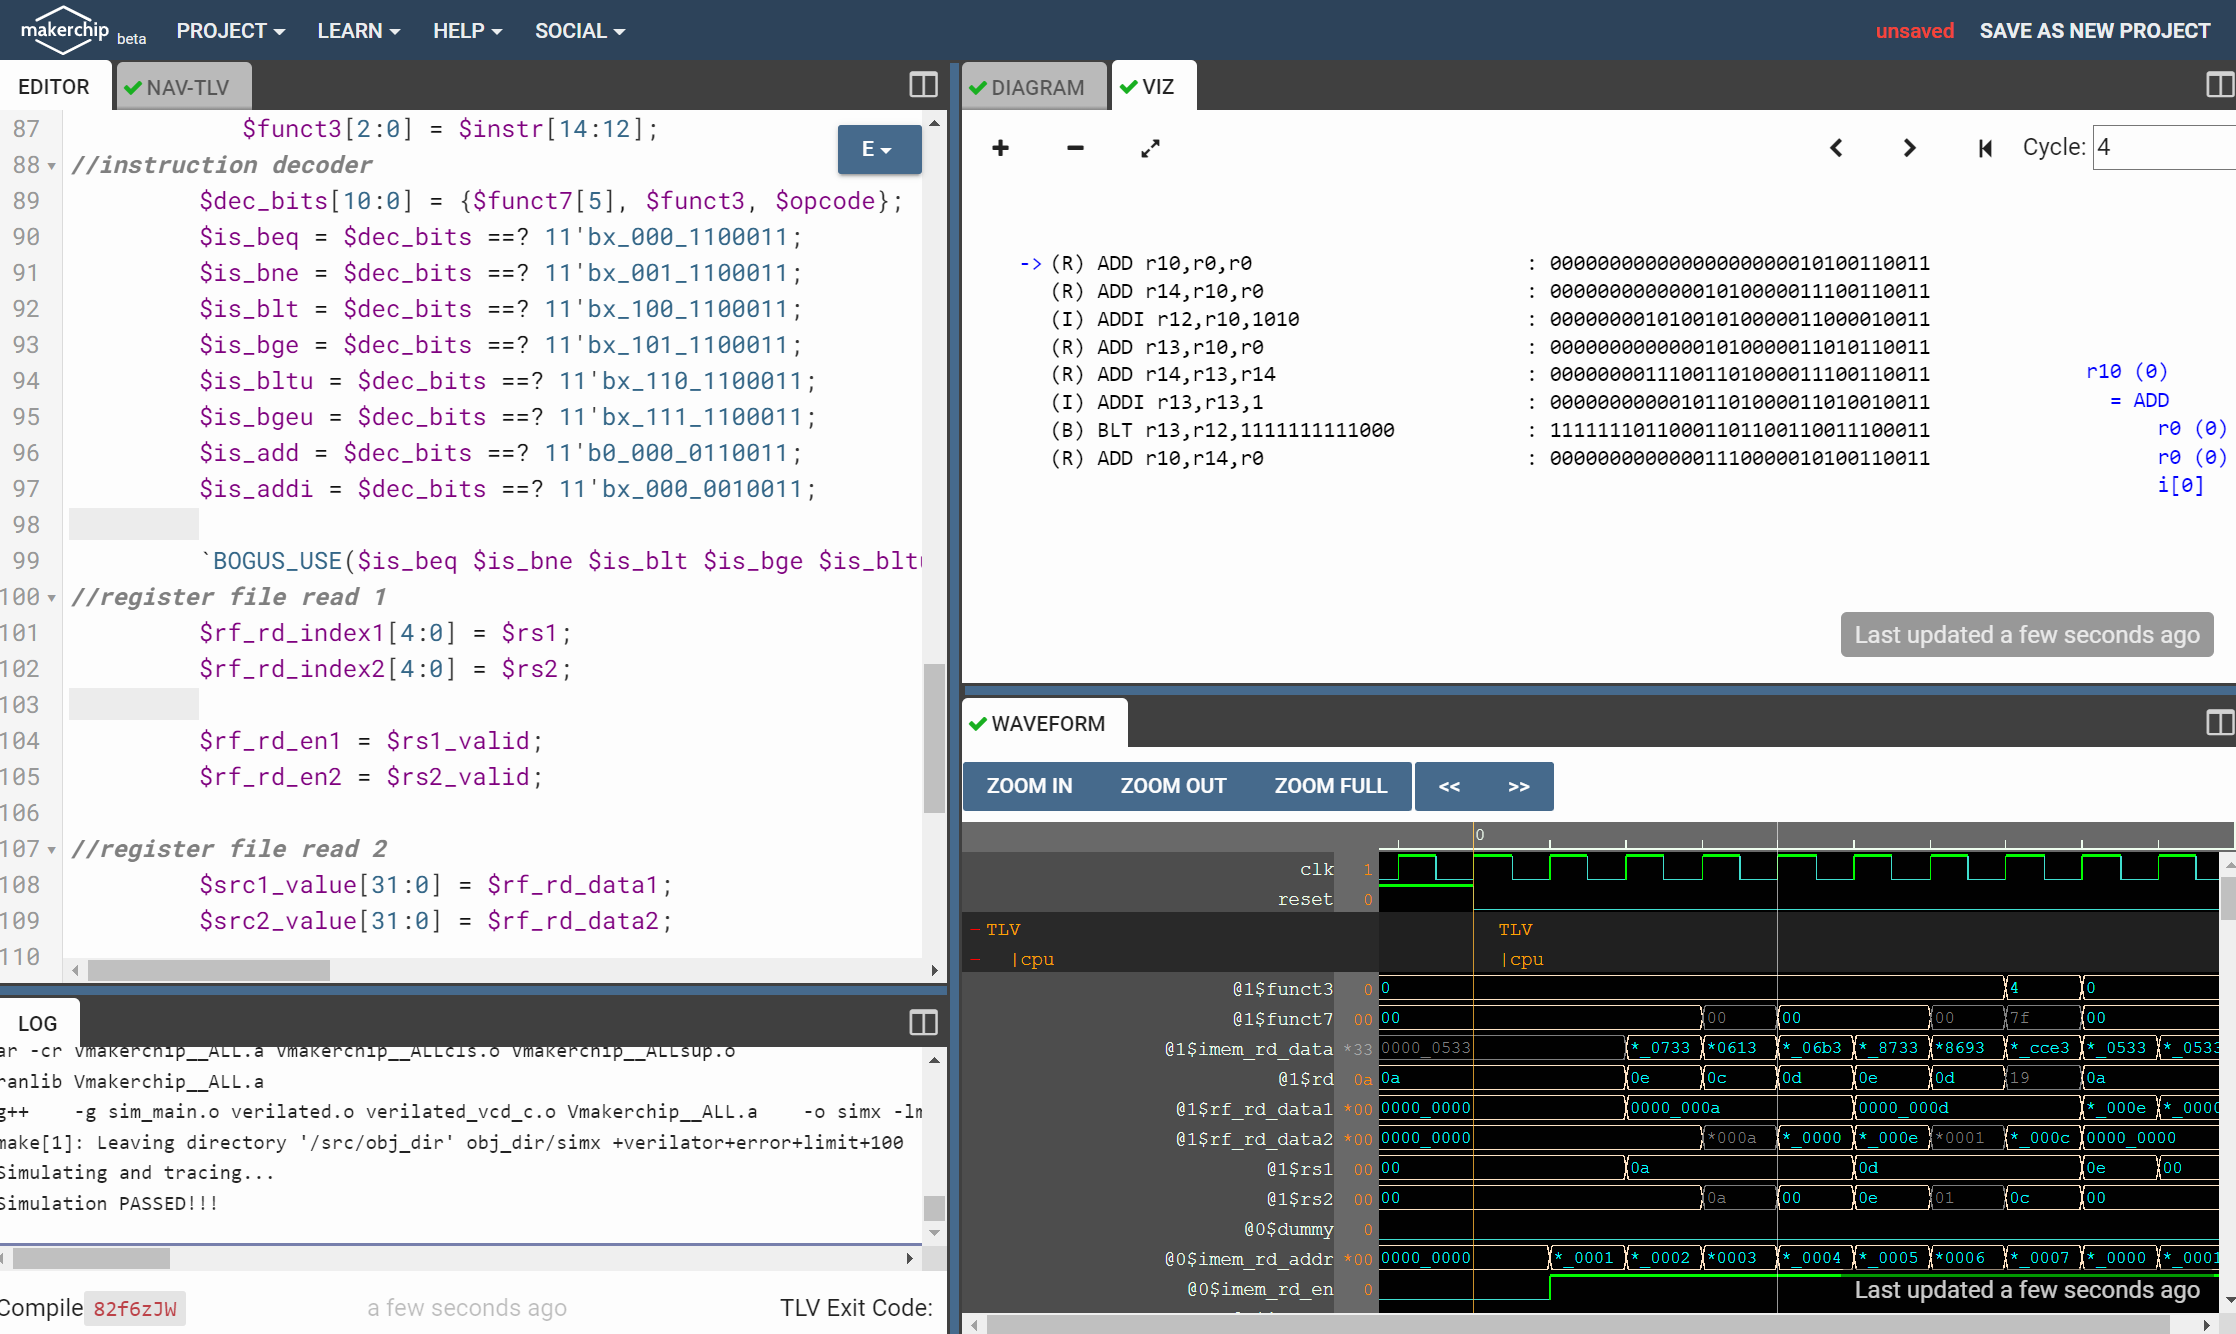 makerchip beta PROJECT LEARN HELP SOCIAL unsaved SAVE AS NEW PROJECT
EDITOR NAV-TLV
87 $funct3[2:0] = $instr[14:12];
E
88 //instruction decoder
89 $dec_bits[10:0] = {$funct7[5], $funct3, $opcode};
90 $is_beq = $dec_bits ==? 11'bx_000_1100011;
91 $is_bne = $dec_bits ==? 11'bx_001_1100011;
92 $is_blt = $dec_bits ==? 11'bx_100_1100011;
93 $is_bge = $dec_bits ==? 11'bx_101_1100011;
94 $is_bltu = $dec_bits ==? 11'bx_110_1100011;
95 $is_bgeu = $dec_bits ==? 11'bx_111_1100011;
96 $is_add = $dec_bits ==? 11'b0_000_0110011;
97 $is_addi = $dec_bits ==? 11'bx_000_0010011;
98
99 `BOGUS_USE($is_beq $is_bne $is_blt $is_bge $is_blt
100 //register file read 1
101 $rf_rd_index1[4:0] = $rs1;
102 $rf_rd_index2[4:0] = $rs2;
103
104 $rf_rd_en1 = $rs1_valid;
105 $rf_rd_en2 = $rs2_valid;
106
107 //register file read 2
108 $src1_value[31:0] = $rf_rd_data1;
109 $src2_value[31:0] = $rf_rd_data2;
110
LOG
ar -cr Vmakerchip__ALL.a Vmakerchip__ALLcls.o Vmakerchip__ALLsup.o
ranlib Vmakerchip__ALL.a
g++ -g sim_main.o verilated.o verilated_vcd_c.o Vmakerchip__ALL.a -o simx -lm
make[1]: Leaving directory '/src/obj_dir' obj_dir/simx +verilator+error+limit+100
Simulating and tracing...
Simulation PASSED!!!
Compile 82f6zJW a few seconds ago TLV Exit Code:
DIAGRAM VIZ
+ − Cycle: 4
-> (R) ADD r10,r0,r0 : 00000000000000000000010100110011
(R) ADD r14,r10,r0 : 00000000000001010000011100110011
(I) ADDI r12,r10,1010 : 00000000101001010000011000010011
(R) ADD r13,r10,r0 : 00000000000001010000011010110011
(R) ADD r14,r13,r14 : 00000000111001101000011100110011
(I) ADDI r13,r13,1 : 00000000000101101000011010010011
(B) BLT r13,r12,1111111111000 : 11111110110001101100110011100011
(R) ADD r10,r14,r0 : 00000000000001110000010100110011
r10 (0)
= ADD
r0 (0)
r0 (0)
i[0]
Last updated a few seconds ago
WAVEFORM
ZOOM IN ZOOM OUT ZOOM FULL << >>
0
clk 1
reset 0
TLV TLV
|cpu |cpu
@1$funct3 0 0 4 0
@1$funct7 00 00 00 00 00 7f 00
@1$imem_rd_data *33 0000_0533 *_0733 *0613 *_06b3 *_8733 *8693 *_cce3 *_0533 *_0533
@1$rd 0a 0a 0e 0c 0d 0e 0d 19 0a
@1$rf_rd_data1 *00 0000_0000 0000_000a 0000_000d *_000e *_0000
@1$rf_rd_data2 *00 0000_0000 *000a *_0000 *_000e *0001 *_000c 0000_0000
@1$rs1 00 00 0a 0d 0e 00
@1$rs2 00 00 0a 00 0e 01 0c 00
@0$dummy 0
@0$imem_rd_addr *00 0000_0000 *_0001 *_0002 *0003 *_0004 *_0005 *0006 *_0007 *_0000 *_0001
@0$imem_rd_en 0
Last updated a few seconds ago